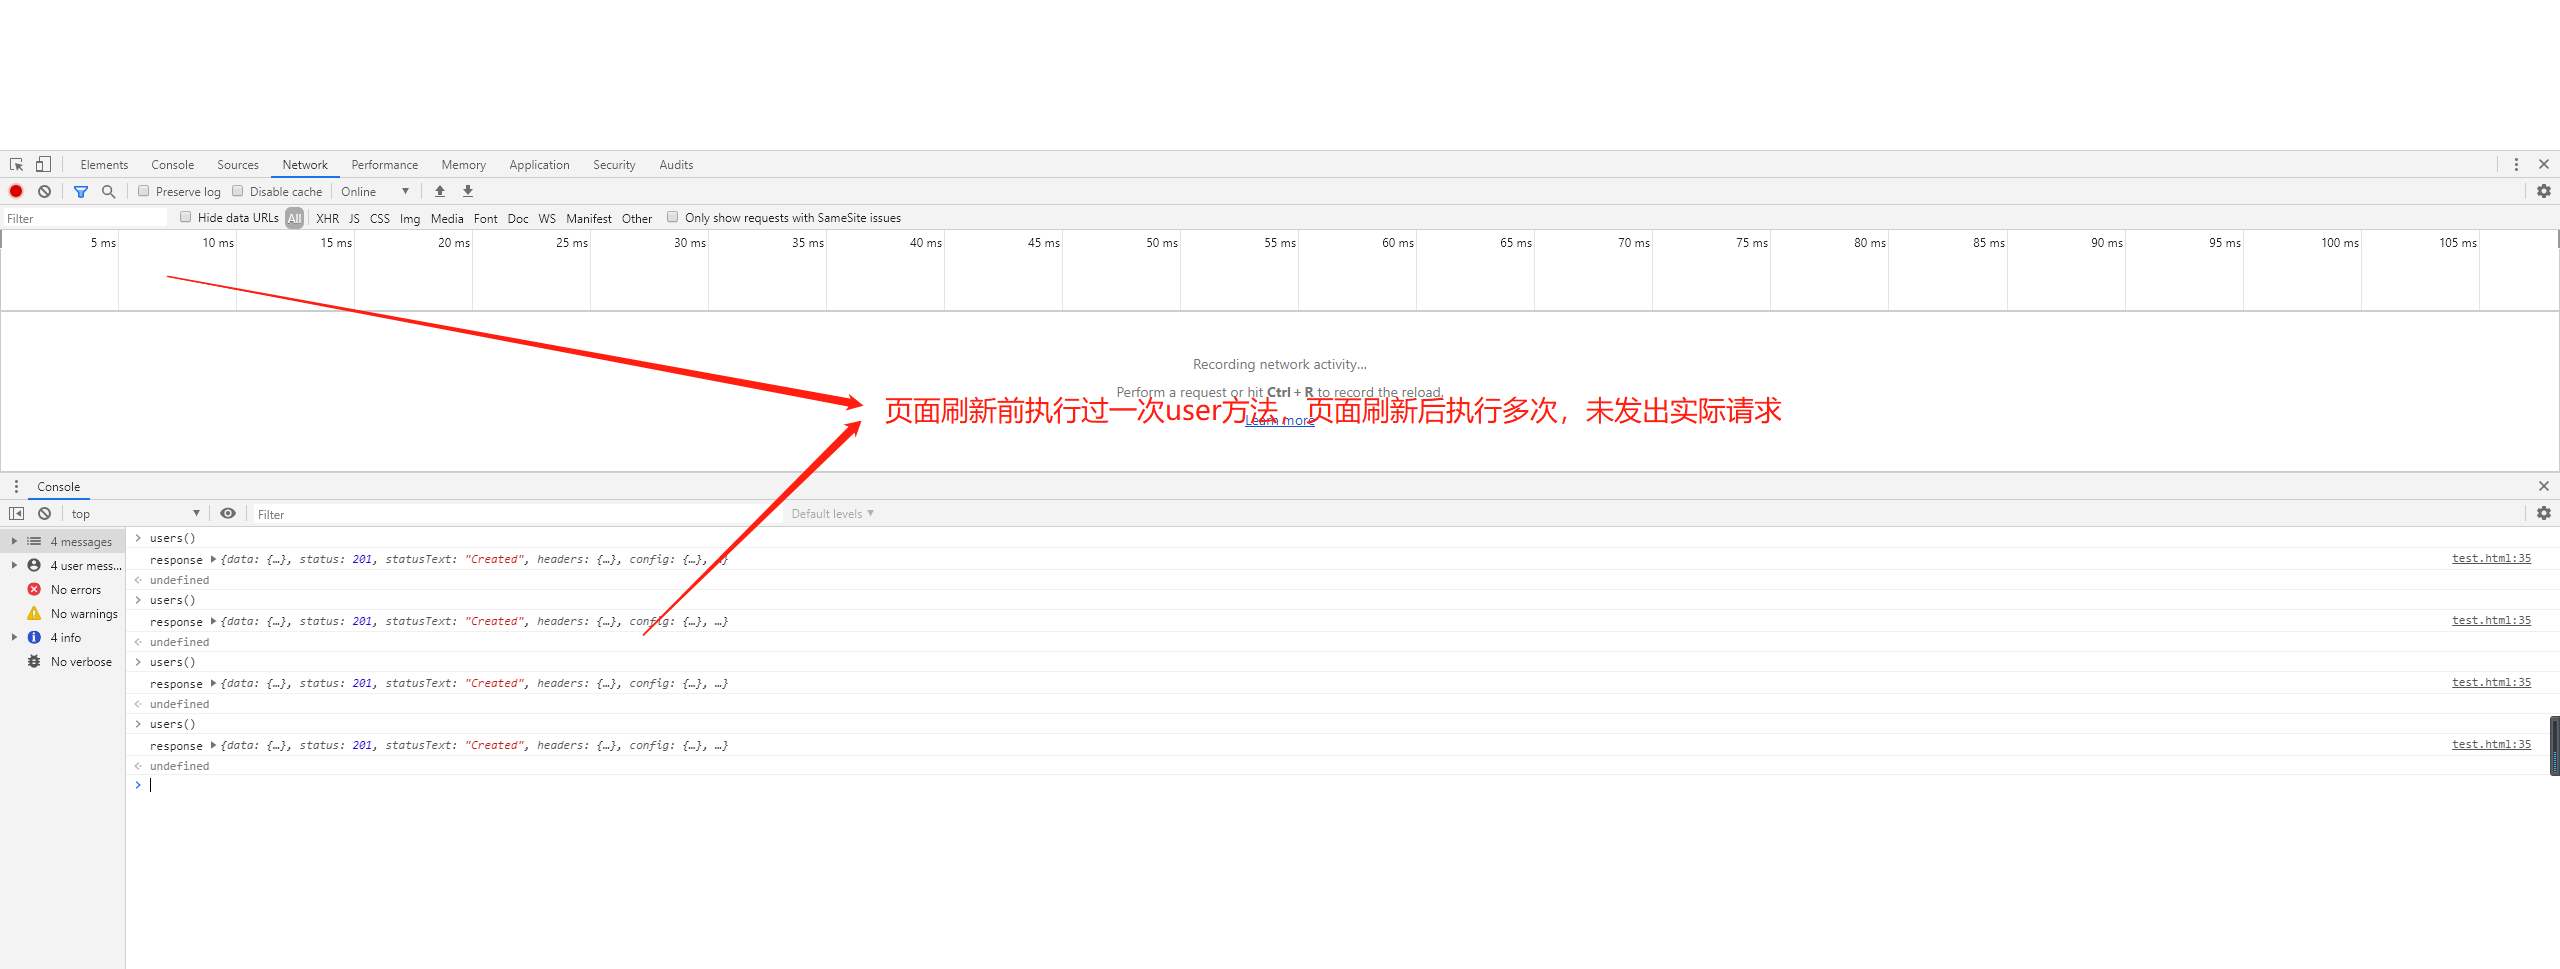 Elements Console Sources Network Performance Memory Application Security Audits
Preserve log Disable cache Online
Filter Hide data URLs All XHR JS CSS Img Media Font Doc WS Manifest Other Only show requests with SameSite issues
5 ms 10 ms 15 ms 20 ms 25 ms 30 ms 35 ms 40 ms 45 ms 50 ms 55 ms 60 ms 65 ms 70 ms 75 ms 80 ms 85 ms 90 ms 95 ms 100 ms 105 ms
Recording network activity...
Perform a request or hit Ctrl + R to record the reload.
页面刷新前执行过一次user方法,页面刷新后执行多次，未发出实际请求
Learn more
Console
top Filter Default levels
4 messages
4 user mess...
No errors
No warnings
4 info
No verbose
users()
response {data: {…}, status: 201, statusText: "Created", headers: {…}, config: {…}, …} test.html:35
undefined
users()
response {data: {…}, status: 201, statusText: "Created", headers: {…}, config: {…}, …} test.html:35
undefined
users()
response {data: {…}, status: 201, statusText: "Created", headers: {…}, config: {…}, …} test.html:35
undefined
users()
response {data: {…}, status: 201, statusText: "Created", headers: {…}, config: {…}, …} test.html:35
undefined